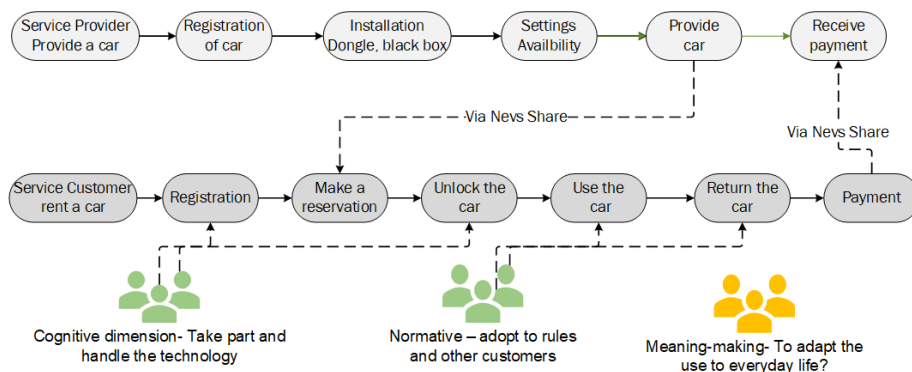 Service Provider
Provide a car
Registration
of car
Installation
Dongle, black box
Settings
Availbility
Provide
car
Receive
payment
Via Nevs Share
Via Nevs Share
Service Customer
rent a car
Registration
Make a
reservation
Unlock the
car
Use the
car
Return the
car
Payment
Cognitive dimension- Take part and
handle the technology
Normative – adopt to rules
and other customers
Meaning-making- To adapt the
use to everyday life?